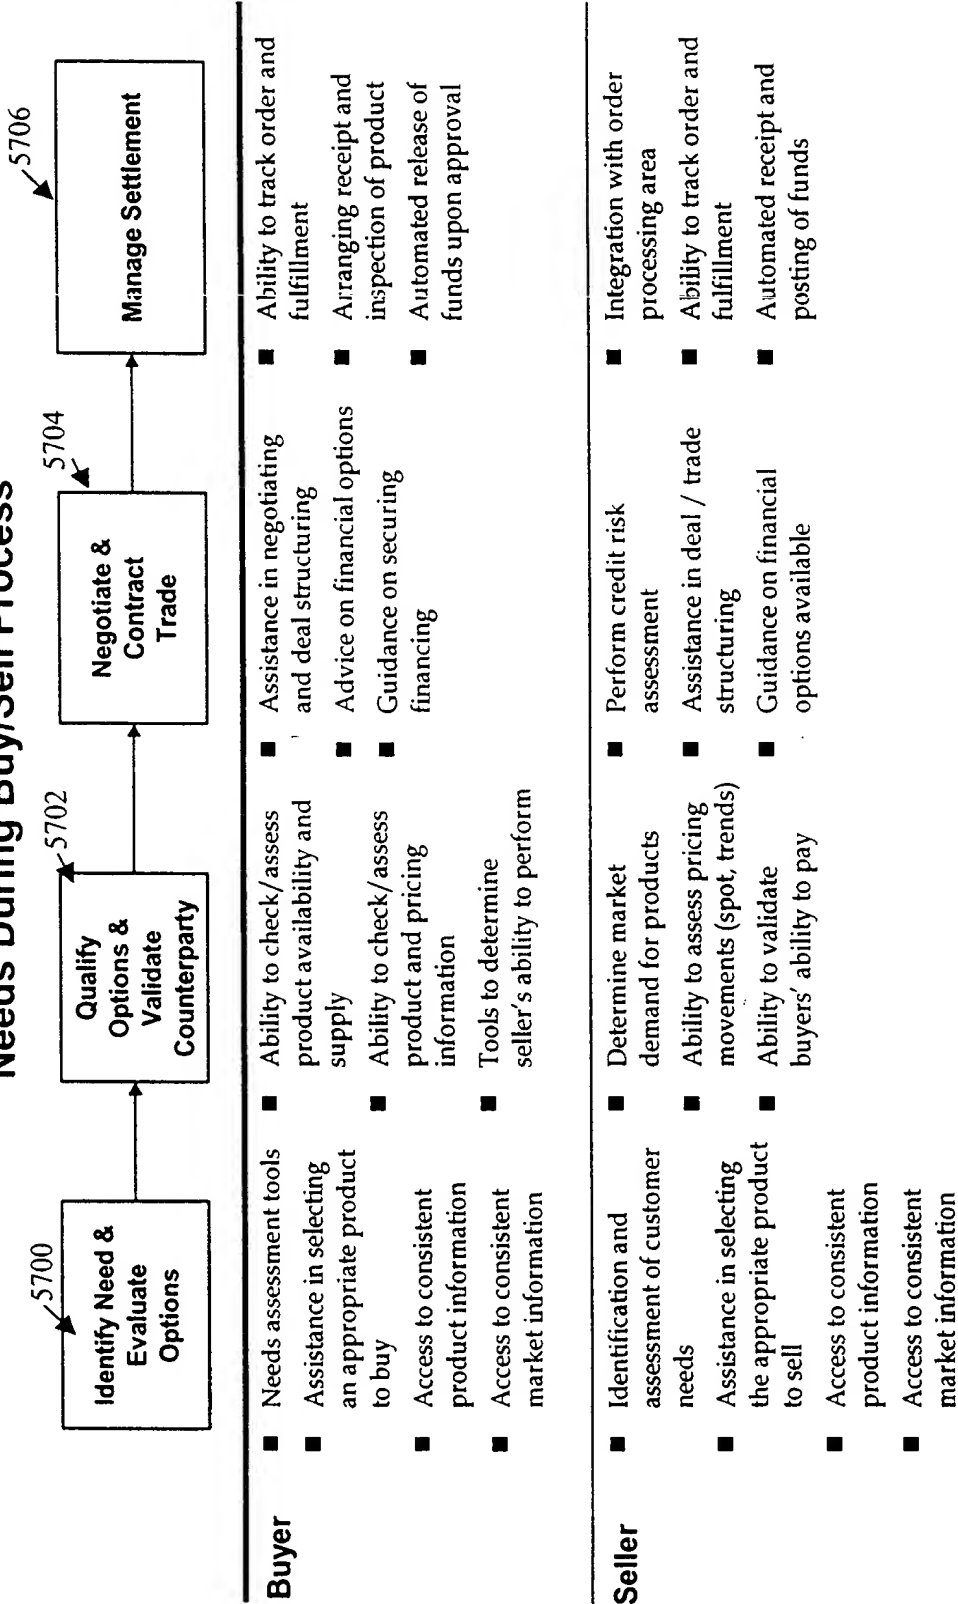 Needs During Buy/Sell Process
5700
Identify Need &
Evaluate
Options
5702
Qualify
Options &
Validate
Counterparty
5704
Negotiate &
Contract
Trade
5706
Manage Settlement
Buyer
■ Needs assessment tools
■ Assistance in selecting
an appropriate product
to buy
■ Access to consistent
product information
■ Access to consistent
market information
■ Ability to check/assess
product availability and
supply
■ Ability to check/assess
product and pricing
information
■ Tools to determine
seller's ability to perform
■ Assistance in negotiating
and deal structuring
■ Advice on financial options
■ Guidance on securing
financing
■ Ability to track order and
fulfillment
■ Arranging receipt and
inspection of product
■ Automated release of
funds upon approval
Seller
■ Identification and
assessment of customer
needs
■ Assistance in selecting
the appropriate product
to sell
■ Access to consistent
product information
■ Access to consistent
market information
■ Determine market
demand for products
■ Ability to assess pricing
movements (spot, trends)
■ Ability to validate
buyers' ability to pay
■ Perform credit risk
assessment
■ Assistance in deal / trade
structuring
■ Guidance on financial
options available
■ Integration with order
processing area
■ Ability to track order and
fulfillment
■ Automated receipt and
posting of funds